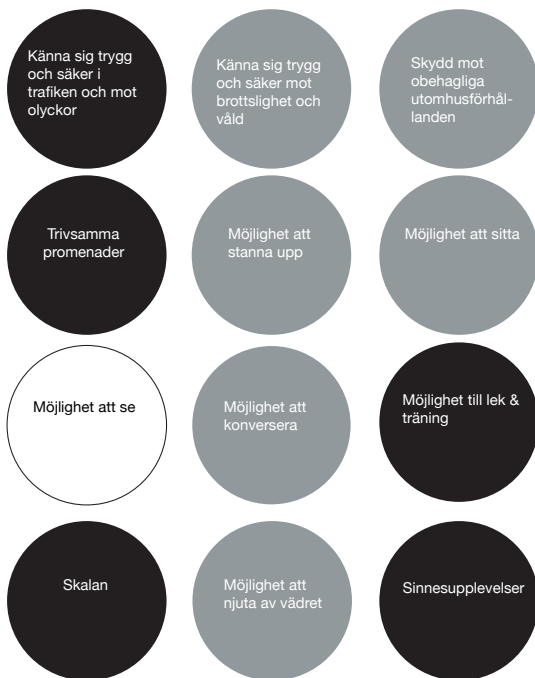 Känna sig trygg
och säker i
trafiken och mot
olyckor
Känna sig trygg
och säker mot
brottslighet och
våld
Skydd mot
obehagliga
utomhusförhål-
landen
Trivsamma
promenader
Möjlighet att
stanna upp
Möjlighet att sitta
Möjlighet att se
Möjlighet att
konversera
Möjlighet till lek &
träning
Skalan
Möjlighet att
njuta av vädret
Sinnesupplevelser